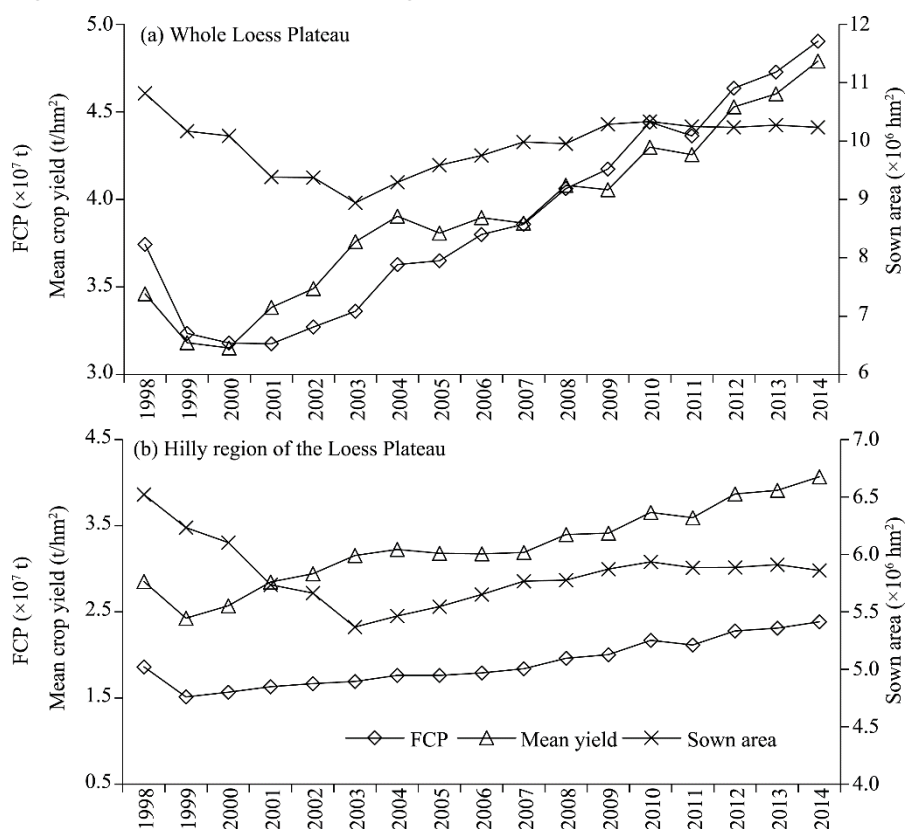 (a) Whole Loess Plateau
FCP (×10⁷ t)
Mean crop yield (t/hm²)
5.0
4.5
4.0
3.5
3.0
12
11
10
9
8
7
6
Sown area (×10⁶ hm²)
1998 1999 2000 2001 2002 2003 2004 2005 2006 2007 2008 2009 2010 2011 2012 2013 2014
(b) Hilly region of the Loess Plateau
FCP (×10⁷ t)
Mean crop yield (t/hm²)
4.5
3.5
2.5
1.5
0.5
7.0
6.5
6.0
5.5
5.0
4.5
4.0
Sown area (×10⁶ hm²)
FCP Mean yield Sown area
1998 1999 2000 2001 2002 2003 2004 2005 2006 2007 2008 2009 2010 2011 2012 2013 2014